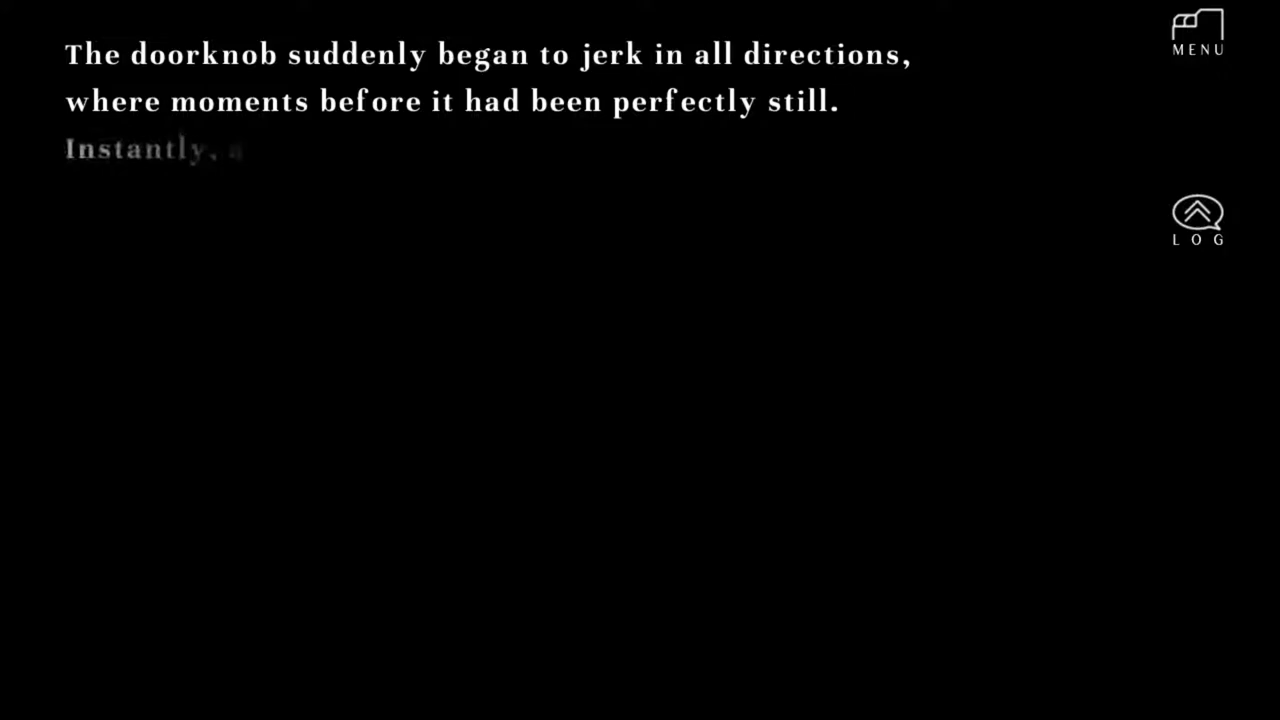 The doorknob suddenly began to jerk in all directions,
where moments before it had been perfectly still.
Instantly, a
MENU
LOG